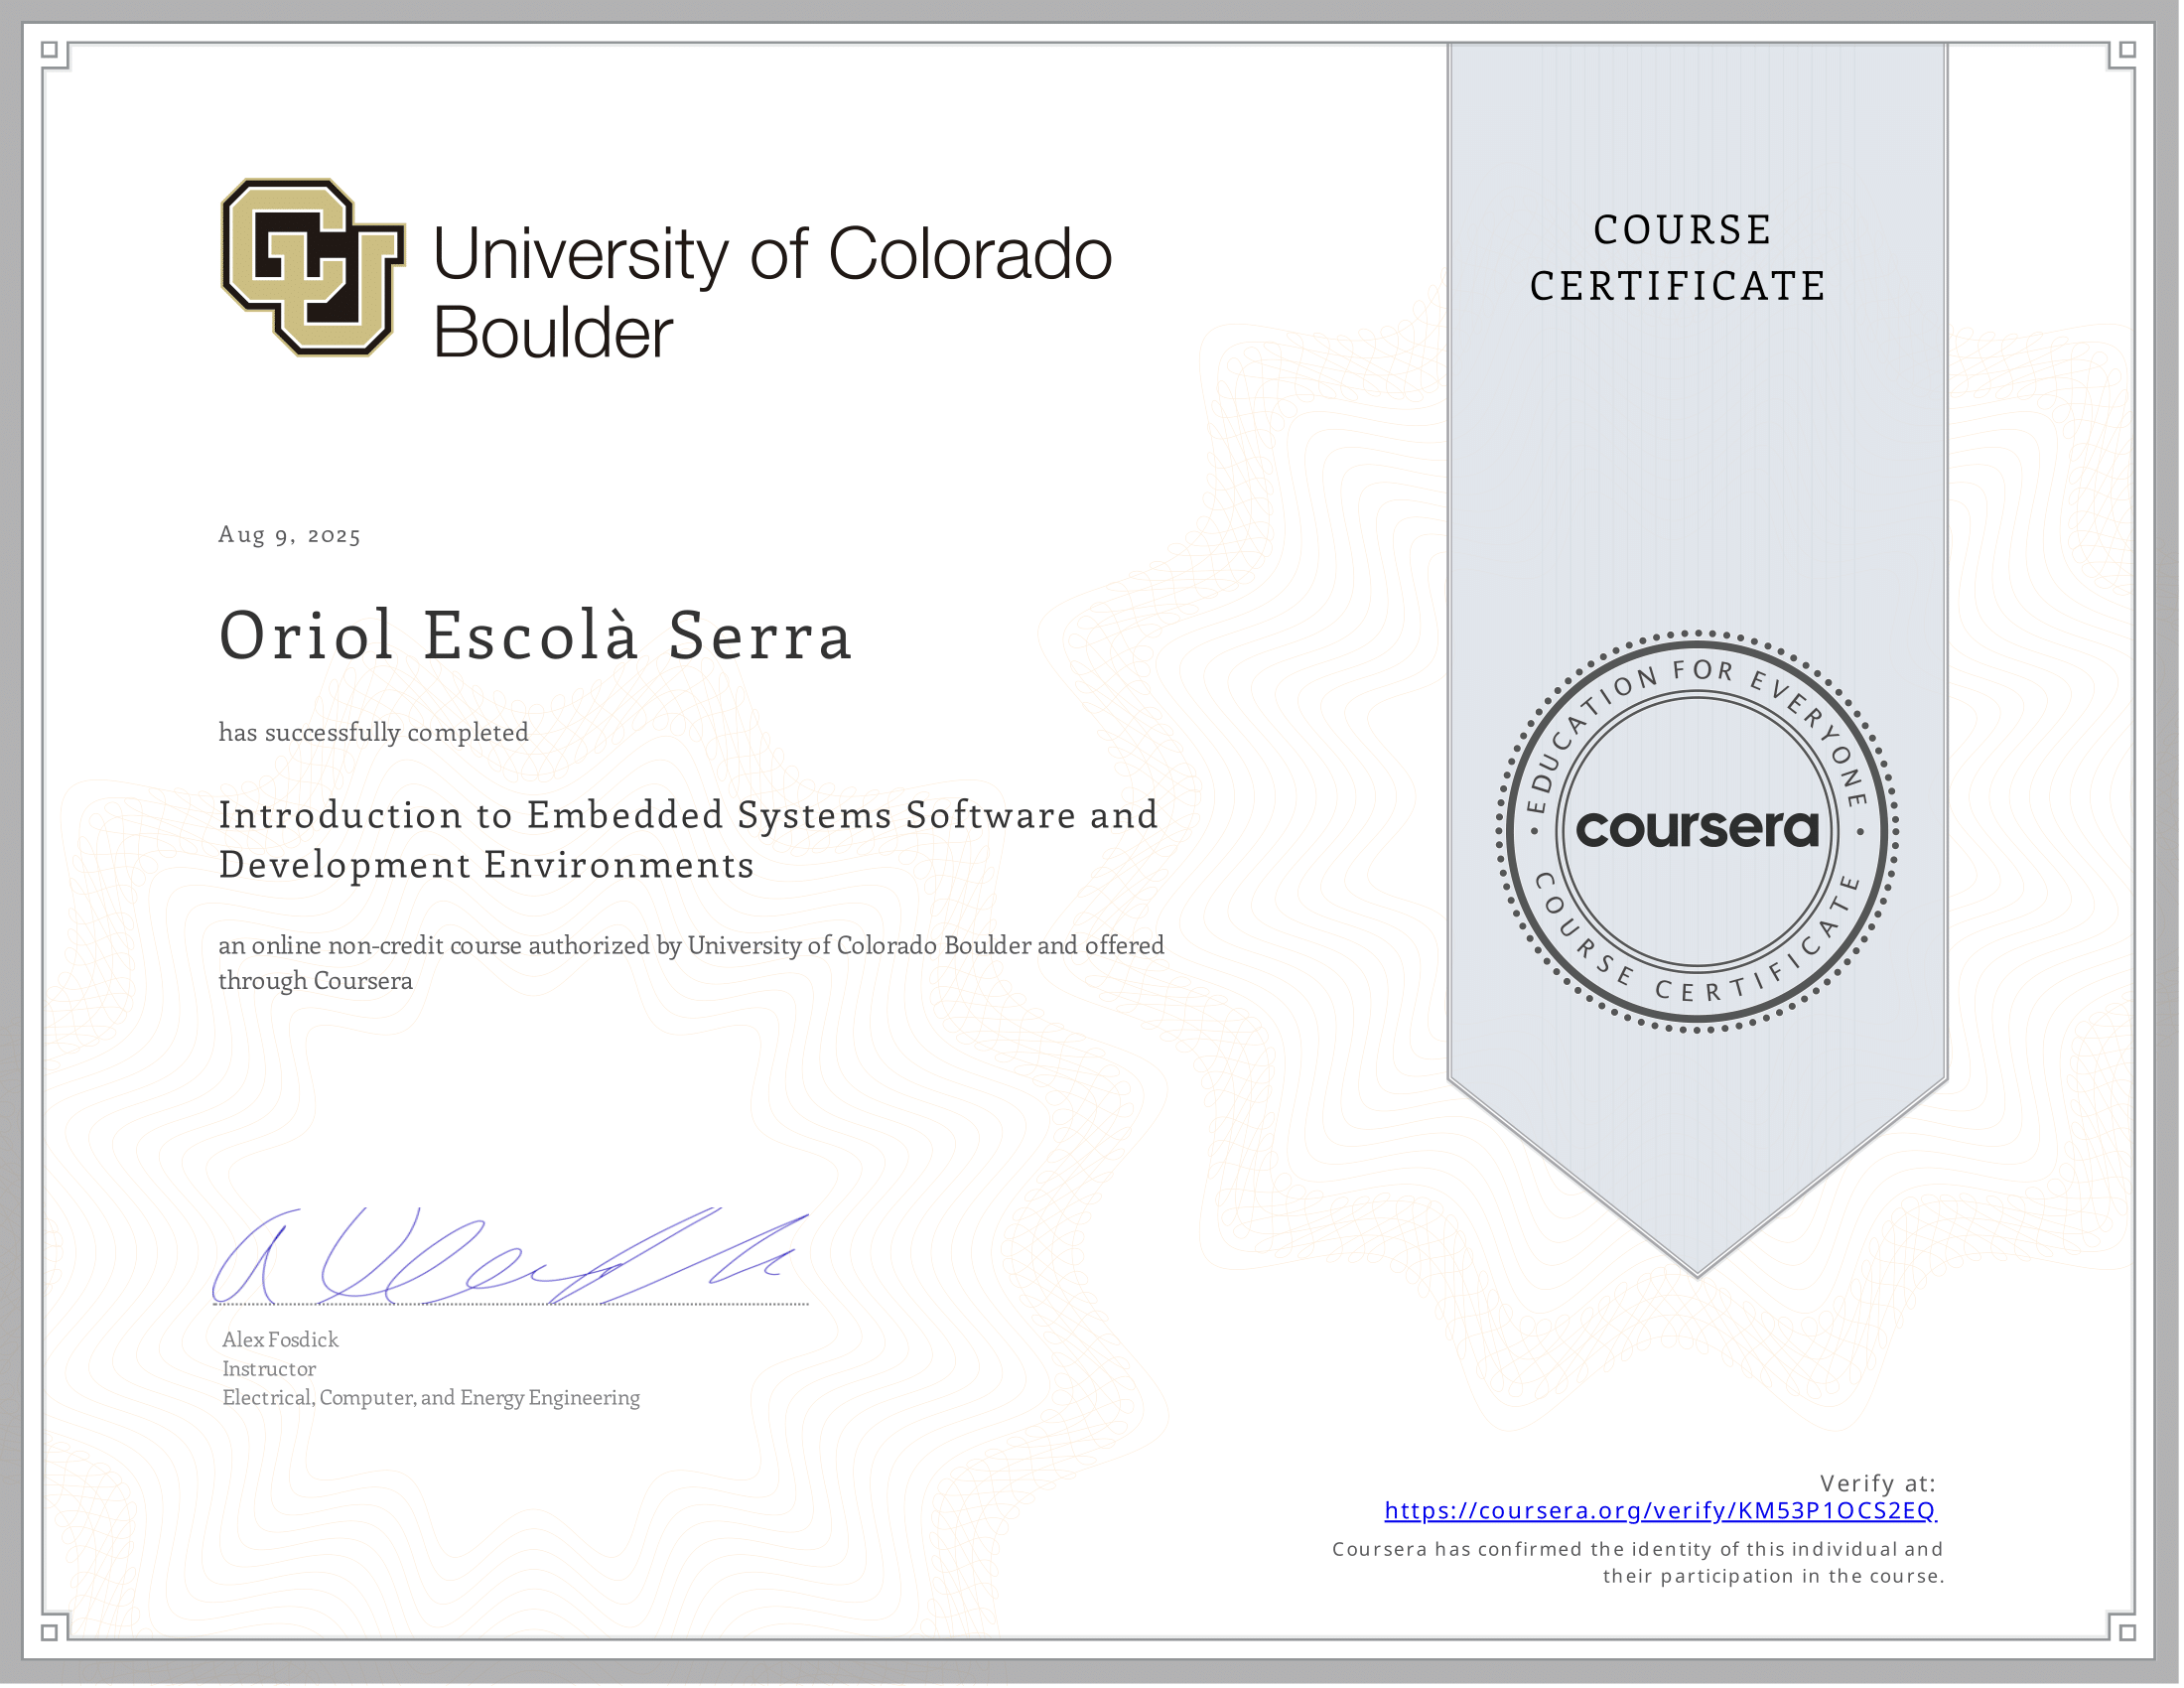 University of Colorado
Boulder
COURSE
CERTIFICATE
Aug 9, 2025
Oriol Escolà Serra
has successfully completed
Introduction to Embedded Systems Software and
Development Environments
an online non-credit course authorized by University of Colorado Boulder and offered
through Coursera
EDUCATION FOR EVERYONE
coursera
COURSE CERTIFICATE
Alex Fosdick
Instructor
Electrical, Computer, and Energy Engineering
Verify at:
https://coursera.org/verify/KM53P1OCS2EQ
Coursera has confirmed the identity of this individual and
their participation in the course.